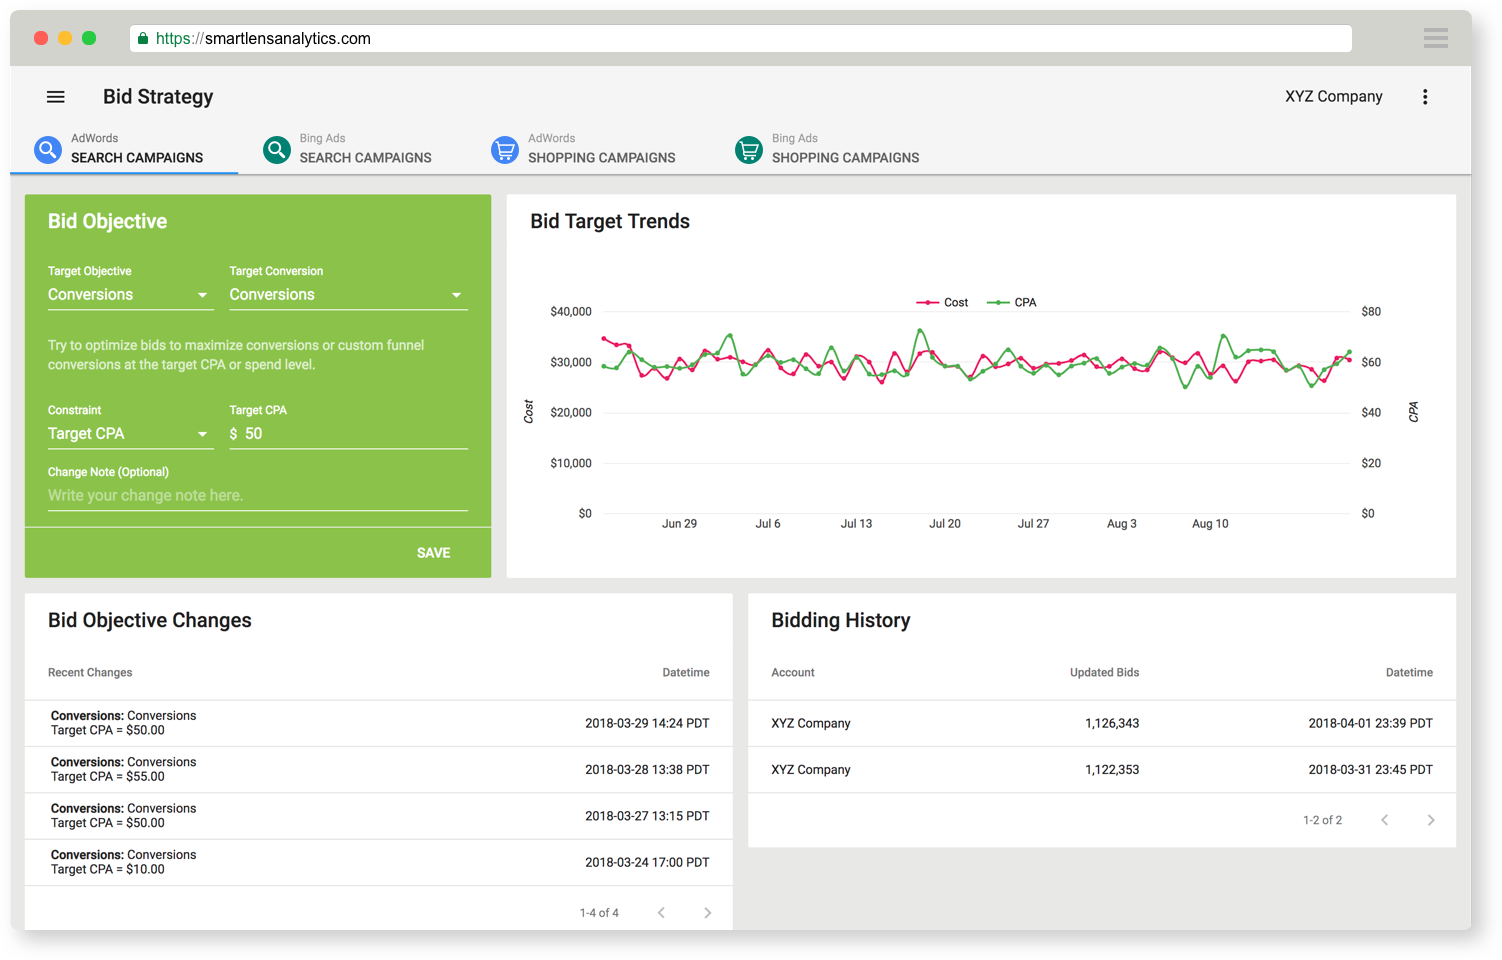 https://smartlensanalytics.com
Bid Strategy
XYZ Company
AdWords
SEARCH CAMPAIGNS
Bing Ads
SEARCH CAMPAIGNS
AdWords
SHOPPING CAMPAIGNS
Bing Ads
SHOPPING CAMPAIGNS
Bid Objective
Target Objective
Target Conversion
Conversions
Conversions
Try to optimize bids to maximize conversions or custom funnel
conversions at the target CPA or spend level.
Constraint
Target CPA
Target CPA
$ 50
Change Note (Optional)
Write your change note here.
SAVE
Bid Target Trends
Cost
CPA
$40,000
$30,000
$20,000
$10,000
$0
Cost
$80
$60
$40
$20
$0
CPA
Jun 29
Jul 6
Jul 13
Jul 20
Jul 27
Aug 3
Aug 10
Bid Objective Changes
Recent Changes
Datetime
Conversions: Conversions
Target CPA = $50.00
2018-03-29 14:24 PDT
Conversions: Conversions
Target CPA = $55.00
2018-03-28 13:38 PDT
Conversions: Conversions
Target CPA = $50.00
2018-03-27 13:15 PDT
Conversions: Conversions
Target CPA = $10.00
2018-03-24 17:00 PDT
1-4 of 4
Bidding History
Account
Updated Bids
Datetime
XYZ Company
1,126,343
2018-04-01 23:39 PDT
XYZ Company
1,122,353
2018-03-31 23:45 PDT
1-2 of 2